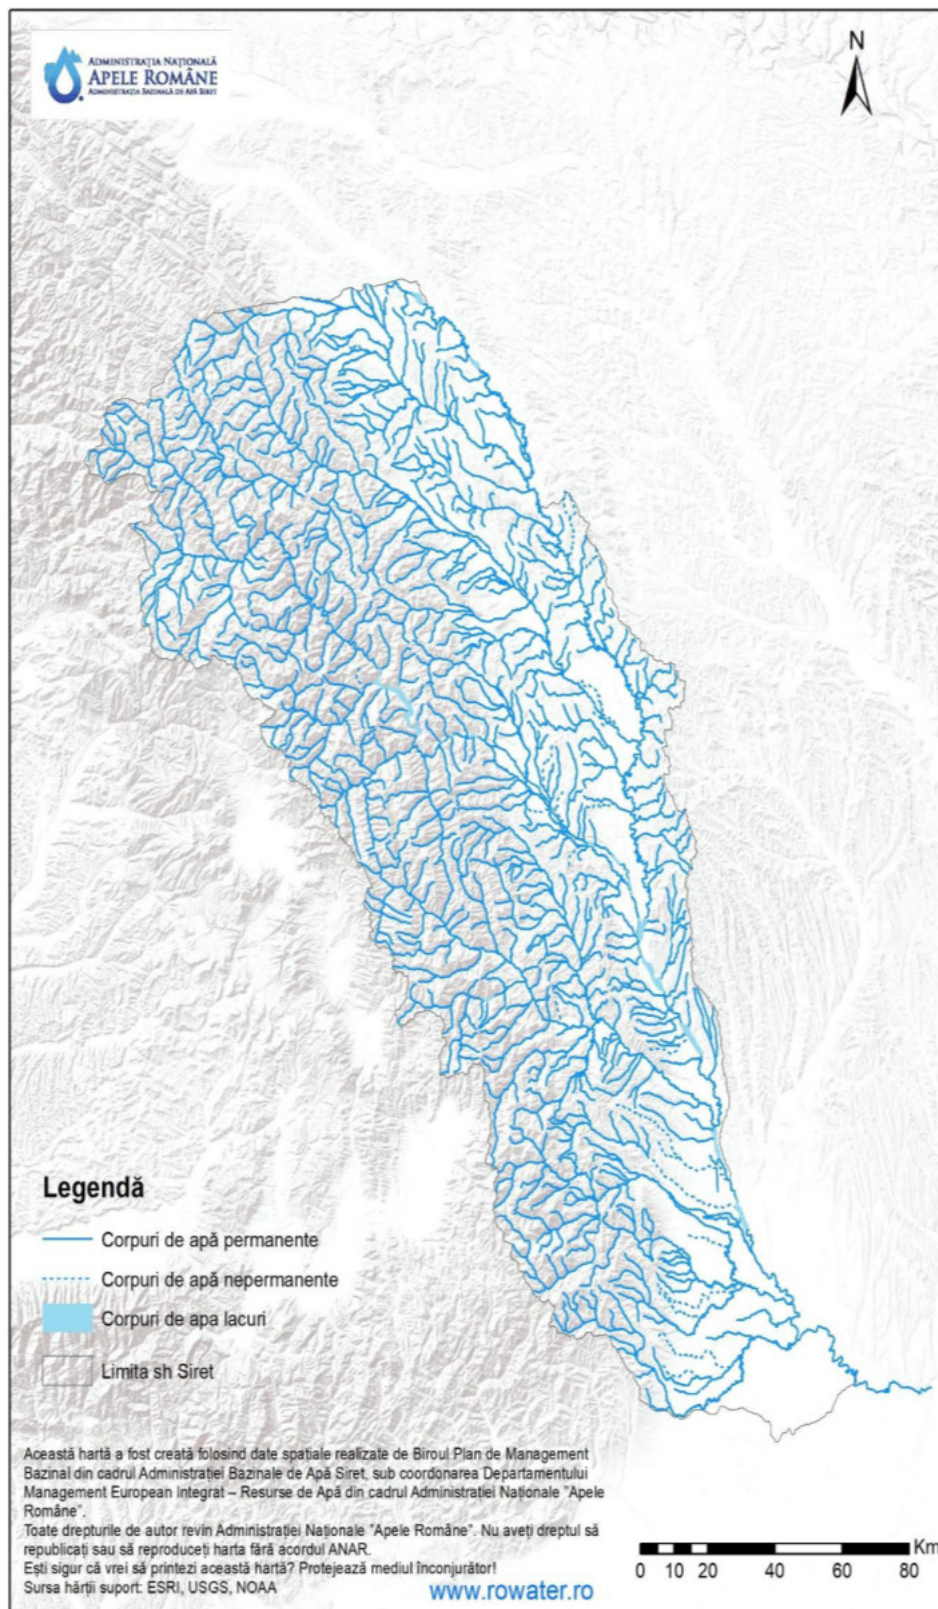 ADMINISTRAȚIA NAȚIONALĂ
APELE ROMÂNE
ADMINISTRAȚIA BAZINALĂ DE APĂ SIRET
N
Legendă
Corpuri de apă permanente
Corpuri de apă nepermanente
Corpuri de apa lacuri
Limita sh Siret
Această hartă a fost creată folosind date spațiale realizate de Biroul Plan de Management
Bazinal din cadrul Administrației Bazinale de Apă Siret, sub coordonarea Departamentului
Management European Integrat – Resurse de Apă din cadrul Administrației Naționale "Apele
Române".
Toate drepturile de autor revin Administrației Naționale "Apele Române". Nu aveți dreptul să
republicați sau să reproduceți harta fără acordul ANAR.
Ești sigur că vrei să printezi această hartă? Protejează mediul înconjurător!
Sursa hărții suport: ESRI, USGS, NOAA
www.rowater.ro
Km
0 10 20 40 60 80